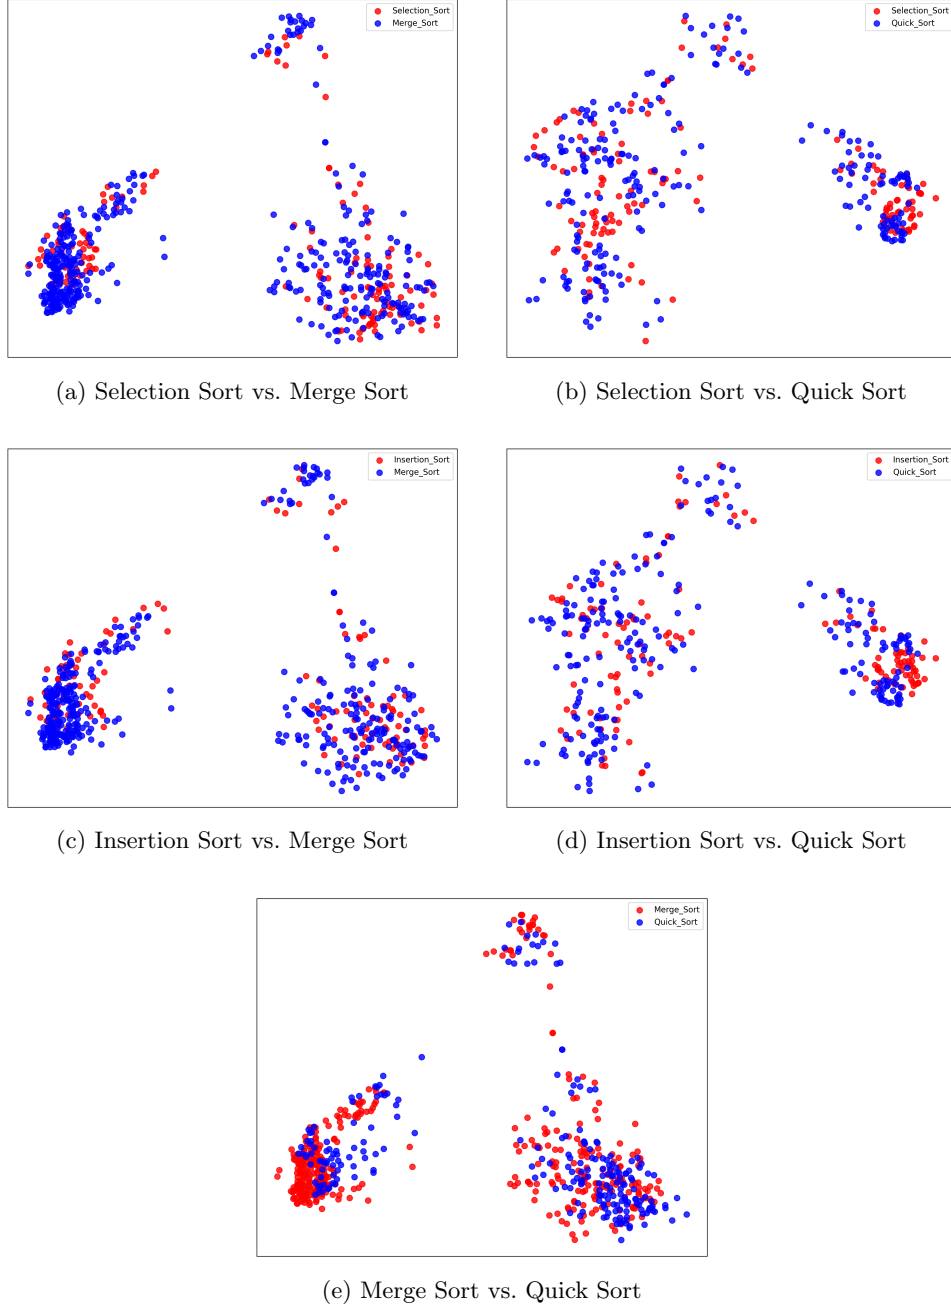 Selection_Sort
Merge_Sort
Selection_Sort
Quick_Sort
(a) Selection Sort vs. Merge Sort
(b) Selection Sort vs. Quick Sort
Insertion_Sort
Merge_Sort
Insertion_Sort
Quick_Sort
(c) Insertion Sort vs. Merge Sort
(d) Insertion Sort vs. Quick Sort
Merge_Sort
Quick_Sort
(e) Merge Sort vs. Quick Sort